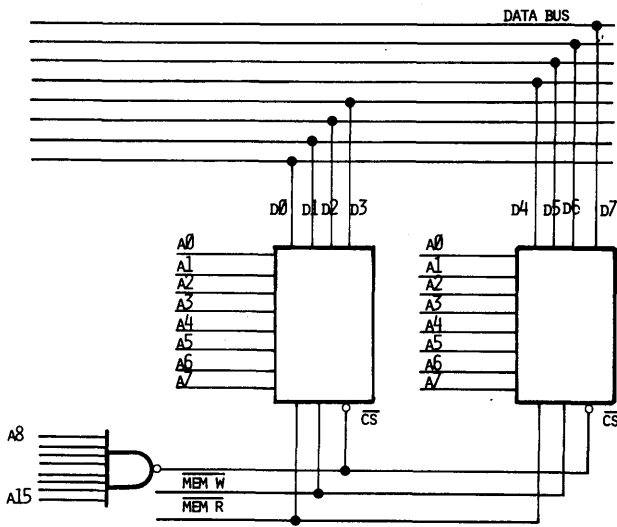 DATA BUS
DØ D1 D2 D3
D4 D5 D6 D7
AØ
A1
A2
A3
A4
A5
A6
A7
CS
AØ
A1
A2
A3
A4
A5
A6
A7
CS
A8
A15
MEM W
MEM R